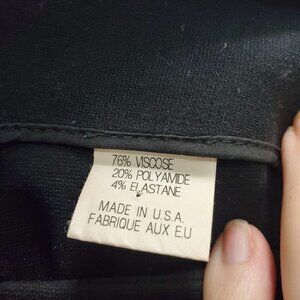 76% VISCOSE
20% POLYAMIDE
4% ELASTANE
MADE IN U.S.A.
FABRIQUE AUX E.U